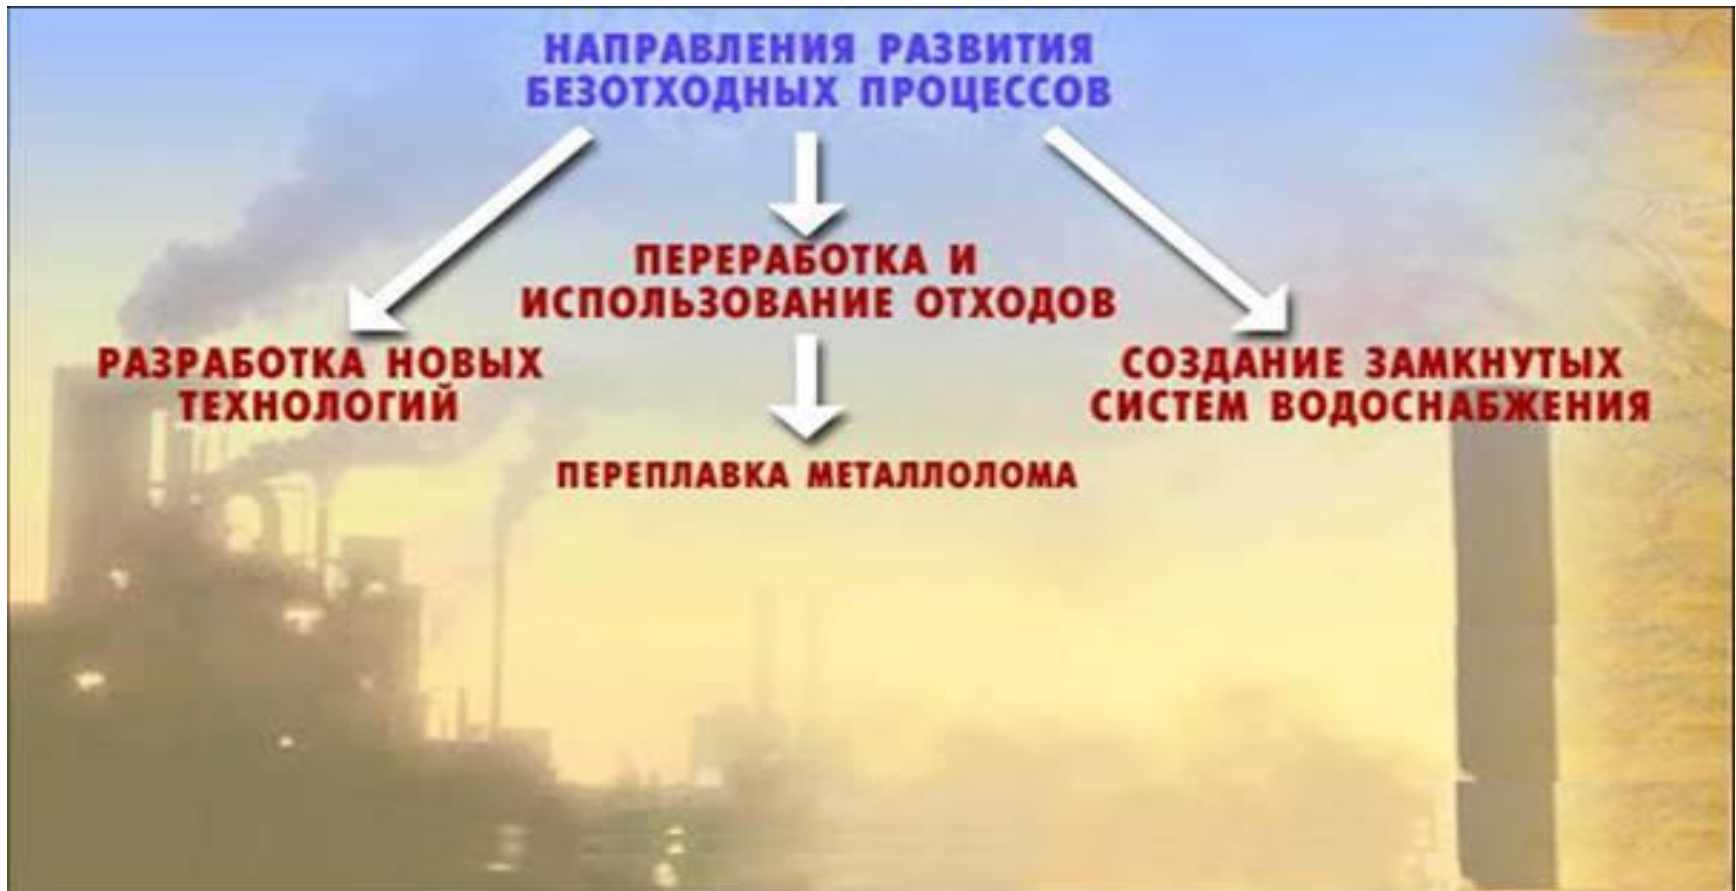 НАПРАВЛЕНИЯ РАЗВИТИЯ
БЕЗОТХОДНЫХ ПРОЦЕССОВ
ПЕРЕРАБОТКА И
ИСПОЛЬЗОВАНИЕ ОТХОДОВ
РАЗРАБОТКА НОВЫХ
ТЕХНОЛОГИЙ
СОЗДАНИЕ ЗАМКНУТЫХ
СИСТЕМ ВОДОСНАБЖЕНИЯ
ПЕРЕПЛАВКА МЕТАЛЛОЛОМА